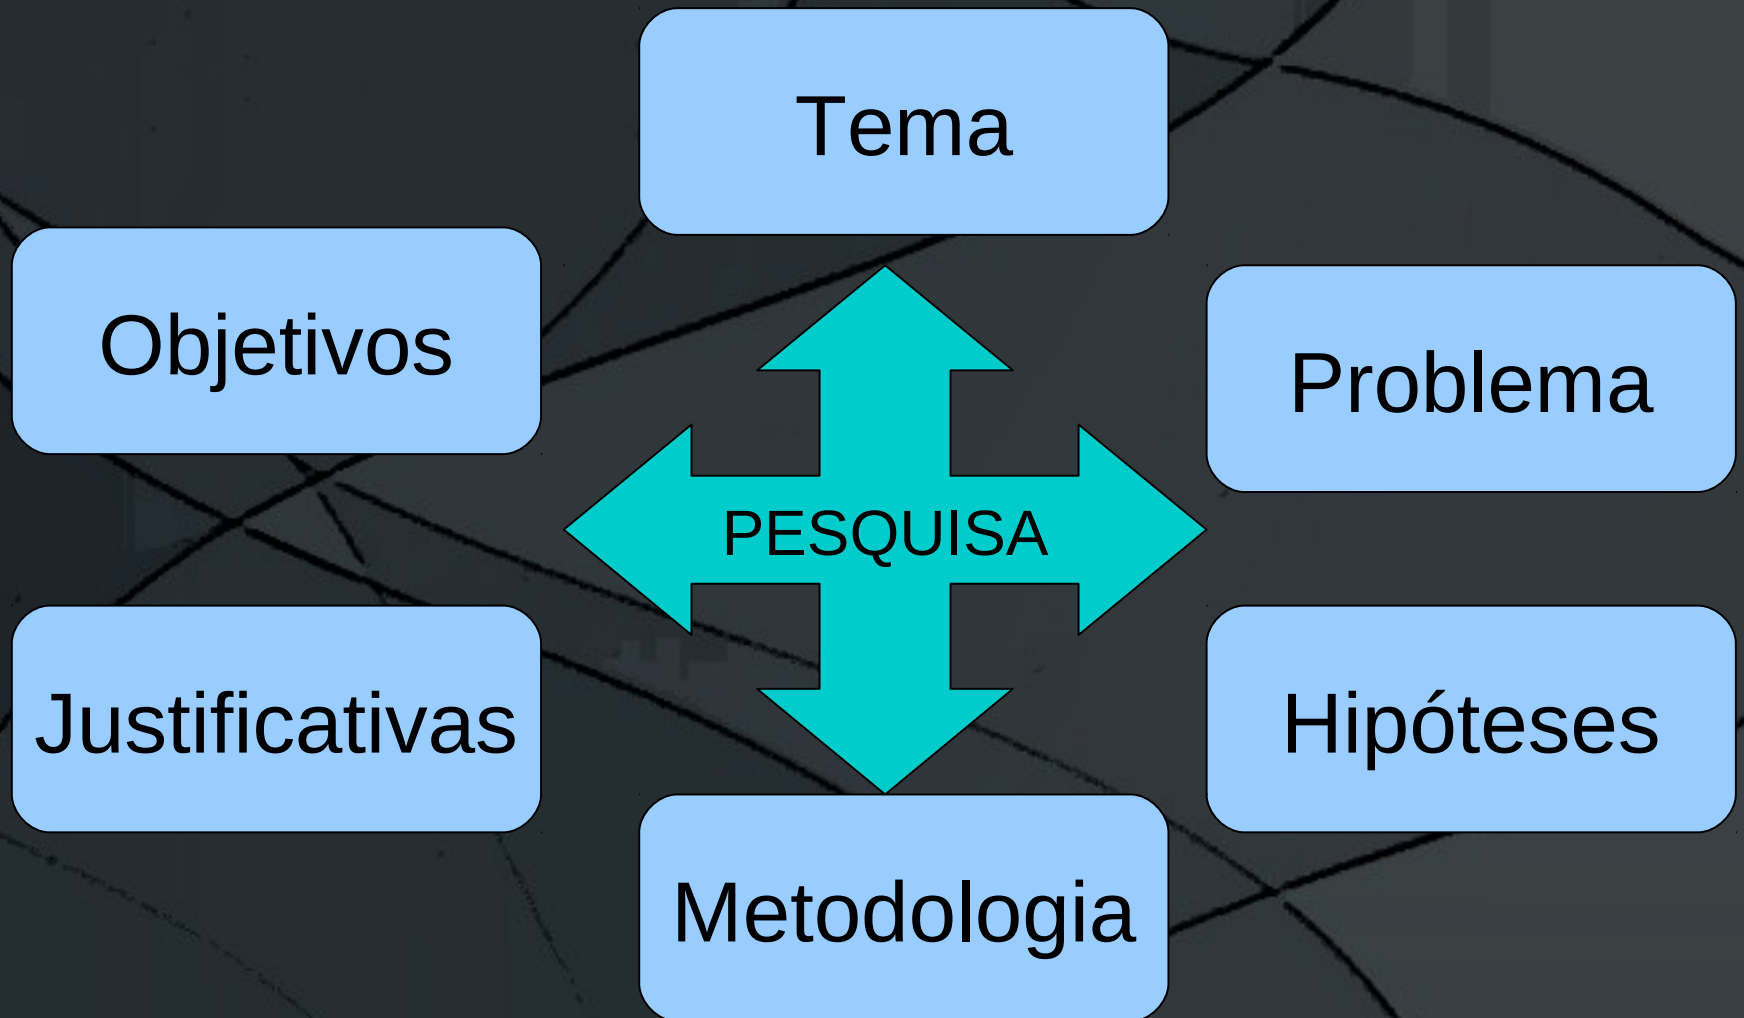 Tema
Objetivos
Problema
PESQUISA
Justificativas
Hipóteses
Metodologia